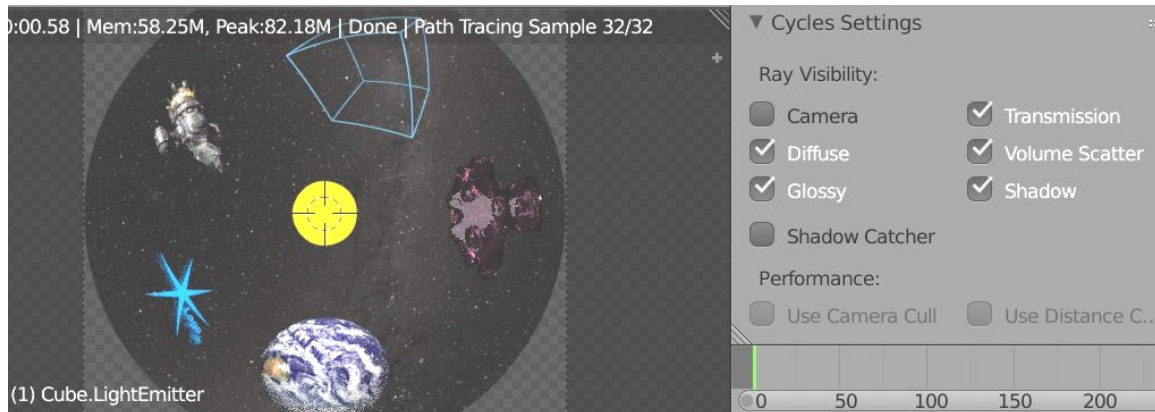 0:00.58 | Mem:58.25M, Peak:82.18M | Done | Path Tracing Sample 32/32
(1) Cube.LightEmitter
Cycles Settings
Ray Visibility:
Camera
Transmission
Diffuse
Volume Scatter
Glossy
Shadow
Shadow Catcher
Performance:
Use Camera Cull
Use Distance C...
0 50 100 150 200